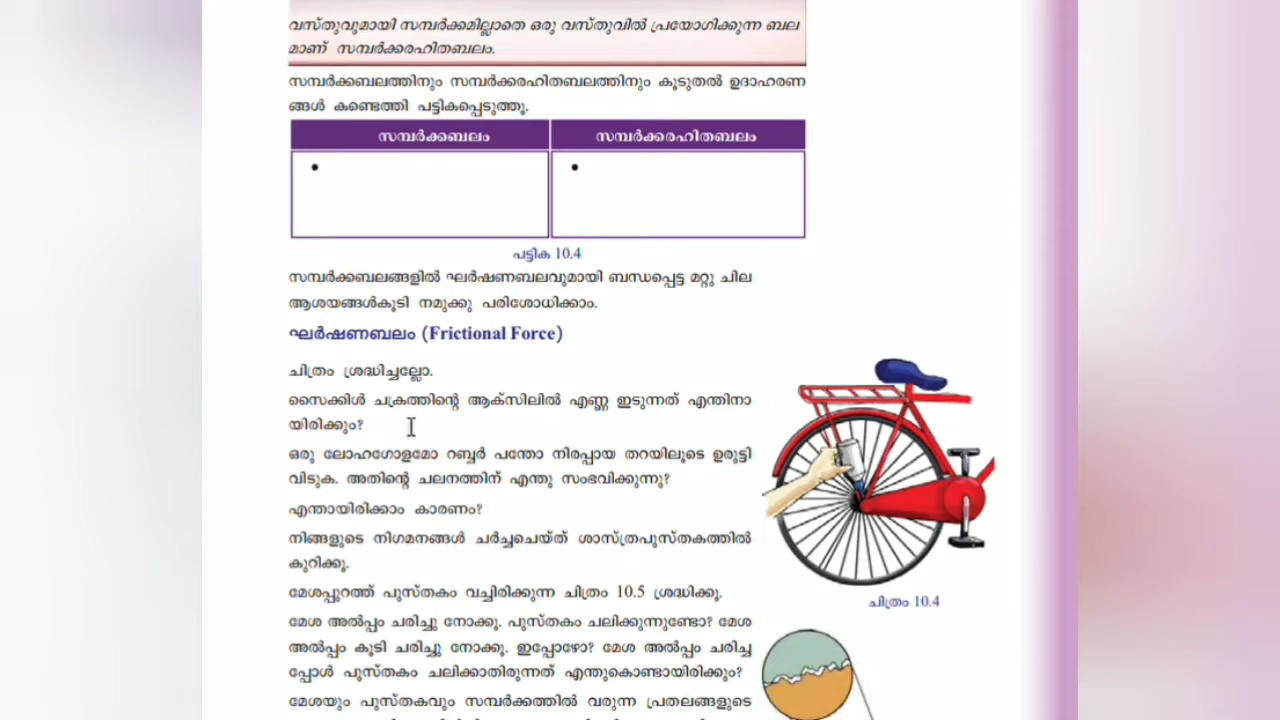 വസ്തുവുമായി സമ്പർക്കമില്ലാതെ ഒരു വസ്തുവിൽ പ്രയോഗിക്കുന്ന ബല
മാണ് സമ്പർക്കരഹിതബലം.
സമ്പർക്കബലത്തിനും സമ്പർക്കരഹിതബലത്തിനും കൂടുതൽ ഉദാഹരണ
ങ്ങൾ കണ്ടെത്തി പട്ടികപ്പെടുത്തൂ.
സമ്പർക്കബലം സമ്പർക്കരഹിതബലം
പട്ടിക 10.4
സമ്പർക്കബലങ്ങളിൽ ഘർഷണബലവുമായി ബന്ധപ്പെട്ട മറ്റു ചില
ആശയങ്ങൾകൂടി നമുക്കു പരിശോധിക്കാം.
ഘർഷണബലം (Frictional Force)
ചിത്രം ശ്രദ്ധിച്ചല്ലോ.
സൈക്കിൾ ചക്രത്തിന്റെ ആക്സിലിൽ എണ്ണ ഇടുന്നത് എന്തിനാ
യിരിക്കും?
ഒരു ലോഹഗോളമോ റബ്ബർ പന്തോ നിരപ്പായ തറയിലൂടെ ഉരുട്ടി
വിടുക. അതിന്റെ ചലനത്തിന് എന്തു സംഭവിക്കുന്നു?
എന്തായിരിക്കാം കാരണം?
നിങ്ങളുടെ നിഗമനങ്ങൾ ചർച്ചചെയ്ത് ശാസ്ത്രപുസ്തകത്തിൽ
കുറിക്കൂ.
മേശപ്പുറത്ത് പുസ്തകം വച്ചിരിക്കുന്ന ചിത്രം 10.5 ശ്രദ്ധിക്കൂ.
മേശ അൽപ്പം ചരിച്ചു നോക്കൂ. പുസ്തകം ചലിക്കുന്നുണ്ടോ? മേശ
അൽപ്പം കൂടി ചരിച്ചു നോക്കൂ. ഇപ്പോഴോ? മേശ അൽപ്പം ചരിച്ച
പ്പോൾ പുസ്തകം ചലിക്കാതിരുന്നത് എന്തുകൊണ്ടായിരിക്കും?
മേശയും പുസ്തകവും സമ്പർക്കത്തിൽ വരുന്ന പ്രതലങ്ങളുടെ
ചിത്രം 10.4